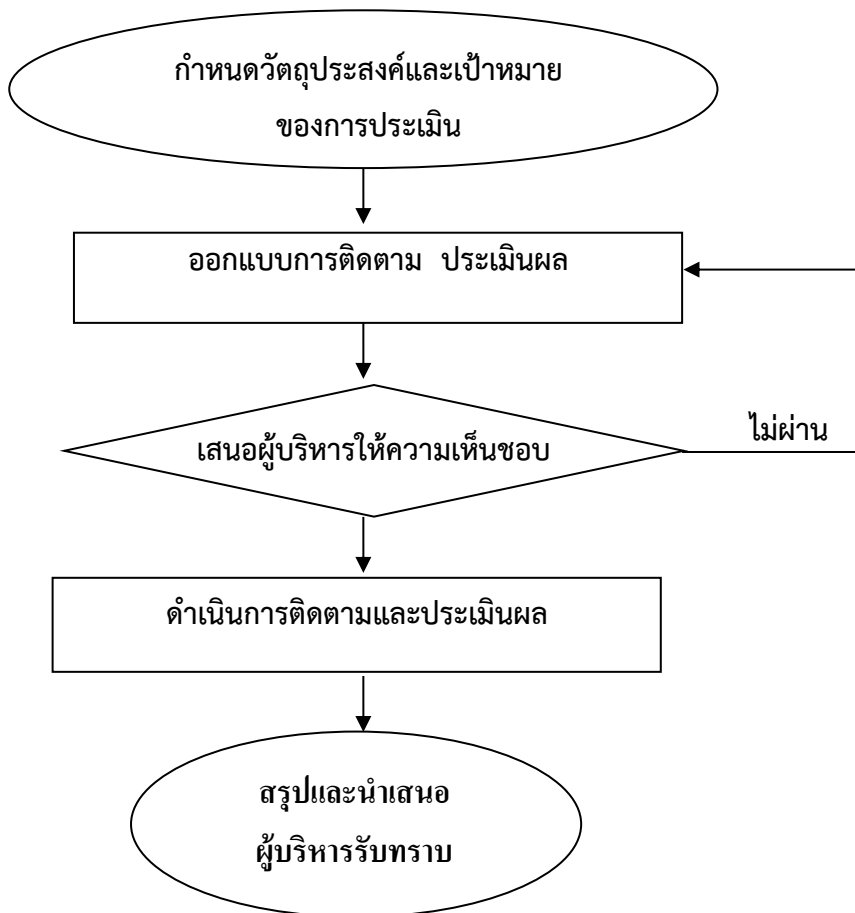 กำหนดวัตถุประสงค์และเป้าหมาย
ของการประเมิน
ออกแบบการติดตาม ประเมินผล
เสนอผู้บริหารให้ความเห็นชอบ
ไม่ผ่าน
ดำเนินการติดตามและประเมินผล
สรุปและนำเสนอ
ผู้บริหารรับทราบ